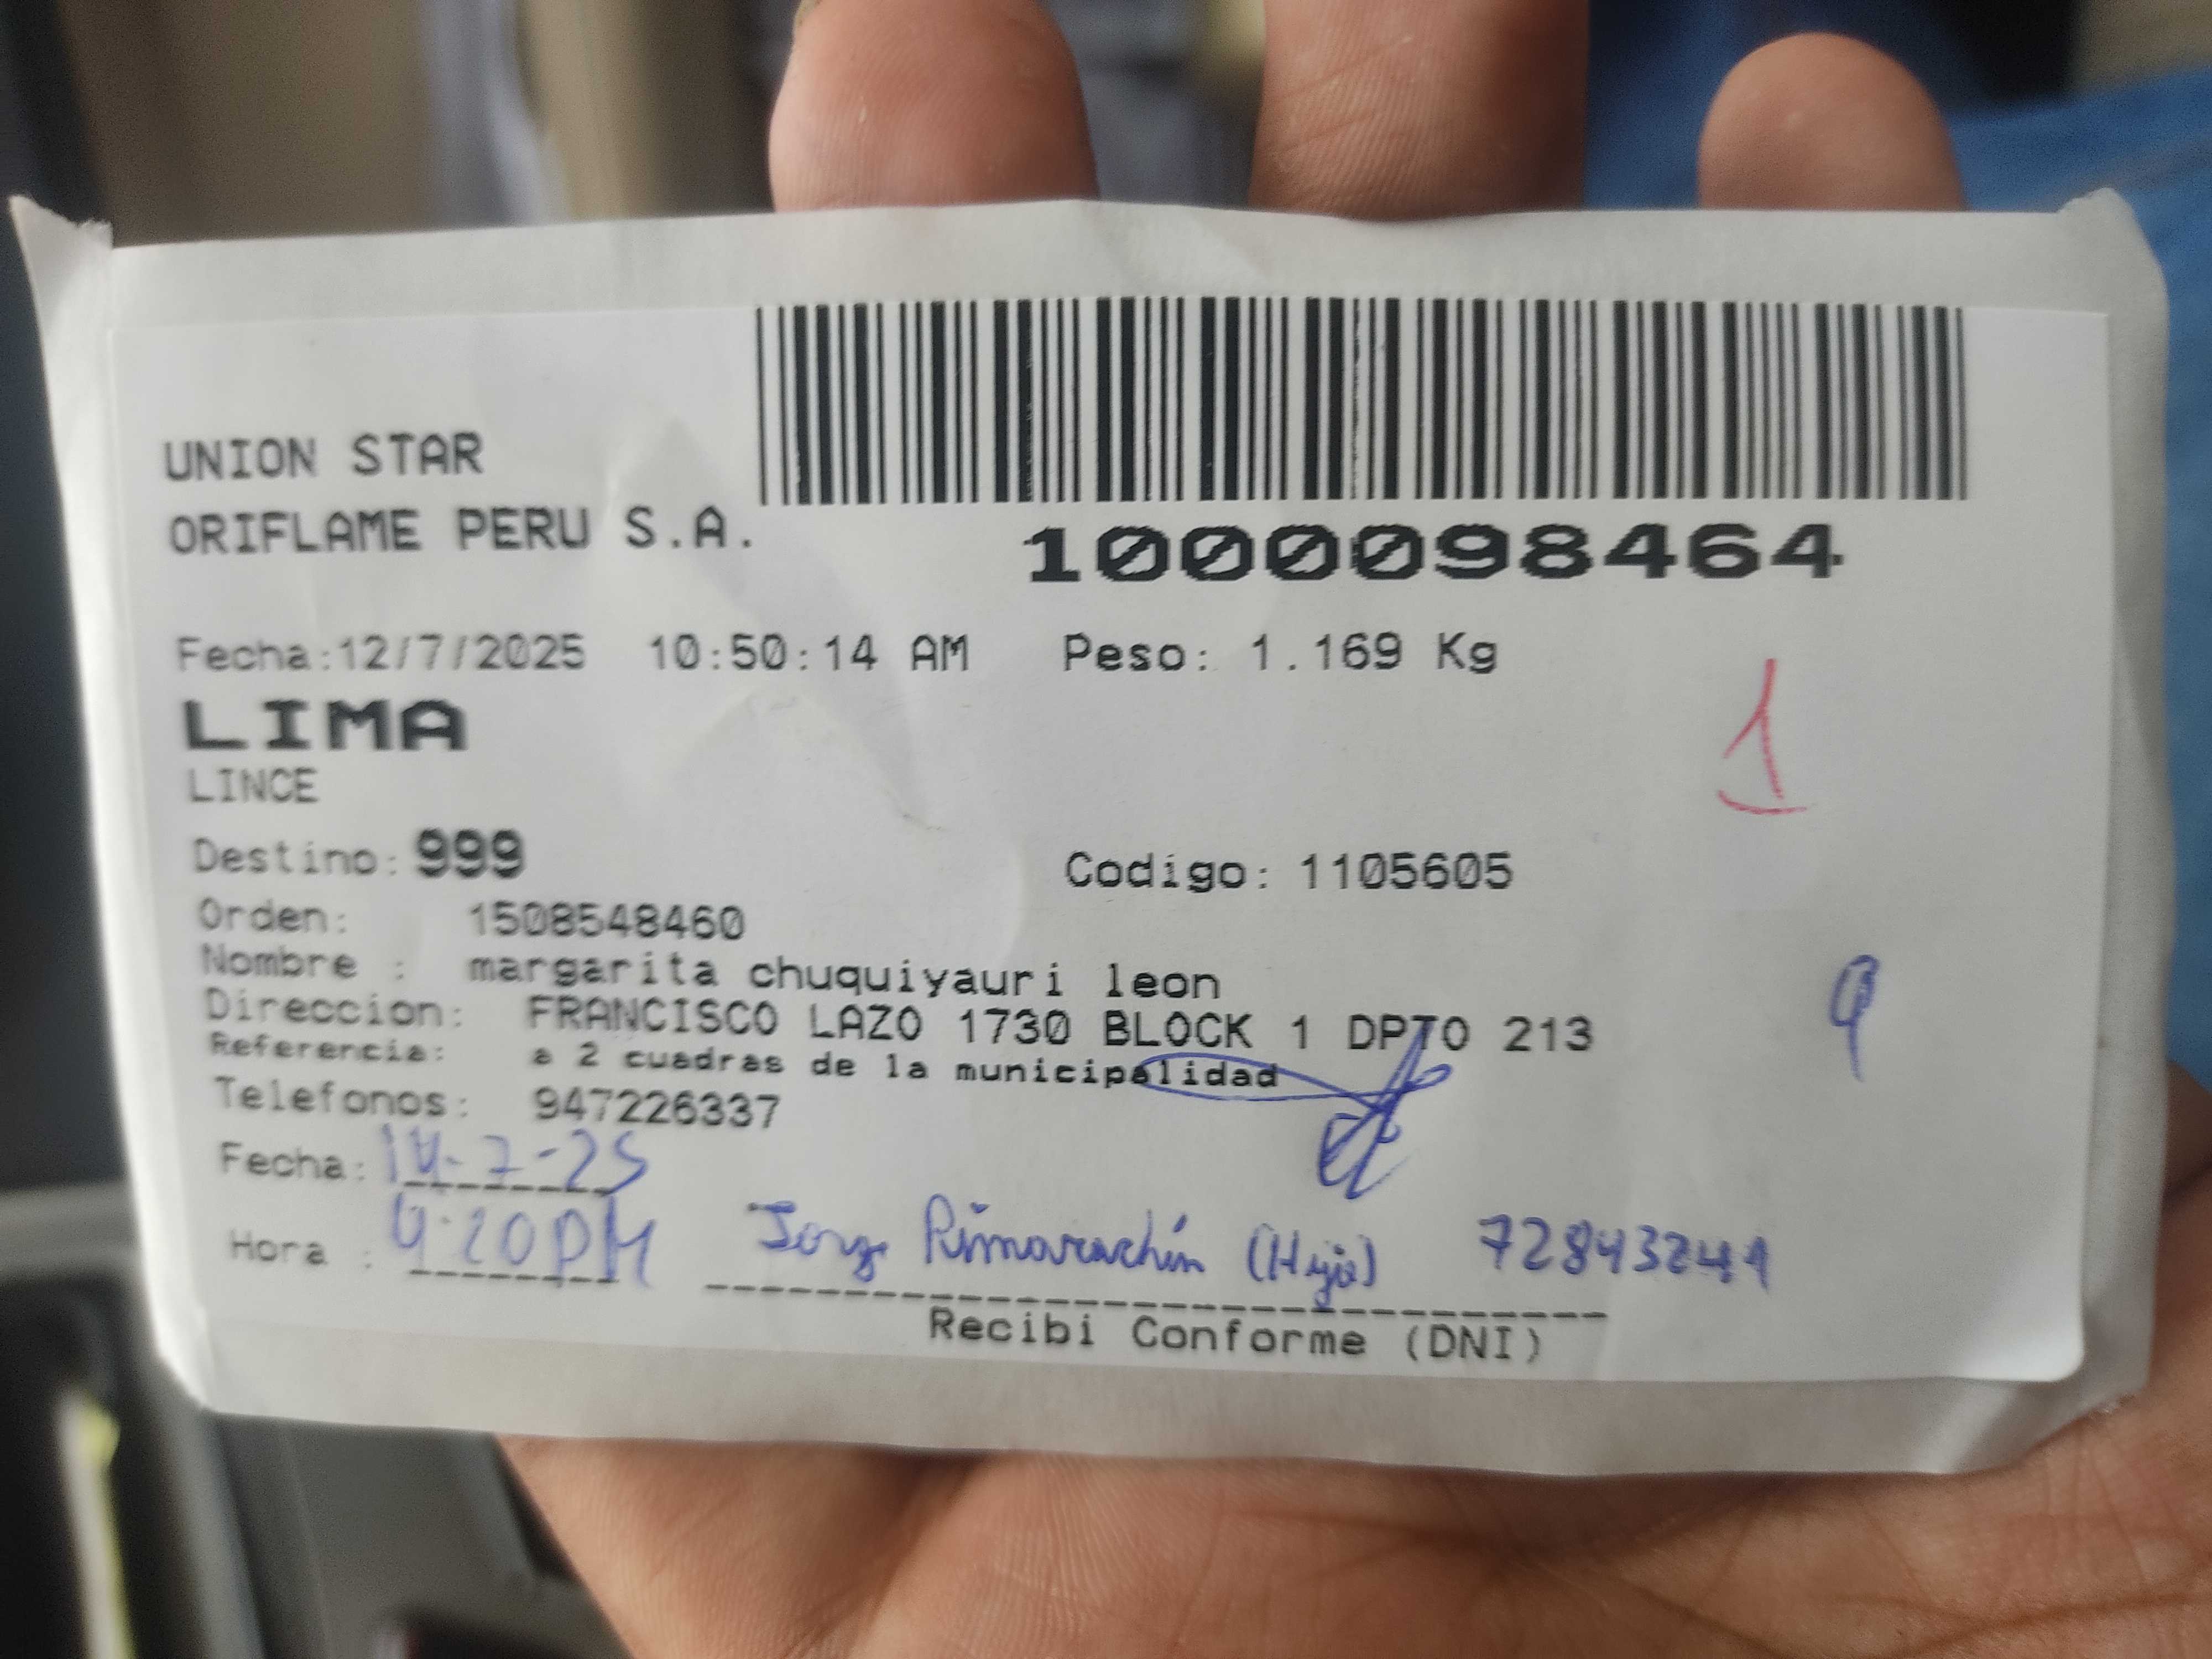 UNION STAR
ORIFLAME PERU S.A.
1000098464
Fecha:12/7/2025 10:50:14 AM Peso: 1.169 Kg
1
LIMA
LINCE
Destino: 999 Codigo: 1105605
Orden: 1508548460
Nombre : margarita chuquiyauri leon
9
Direccion: FRANCISCO LAZO 1730 BLOCK 1 DPTO 213
Referencia: a 2 cuadras de la municipalidad
Telefonos: 947226337
Fecha: 14-7-25
Hora : 4:20PM Rimarachín 72843241
Recibi Conforme (DNI)